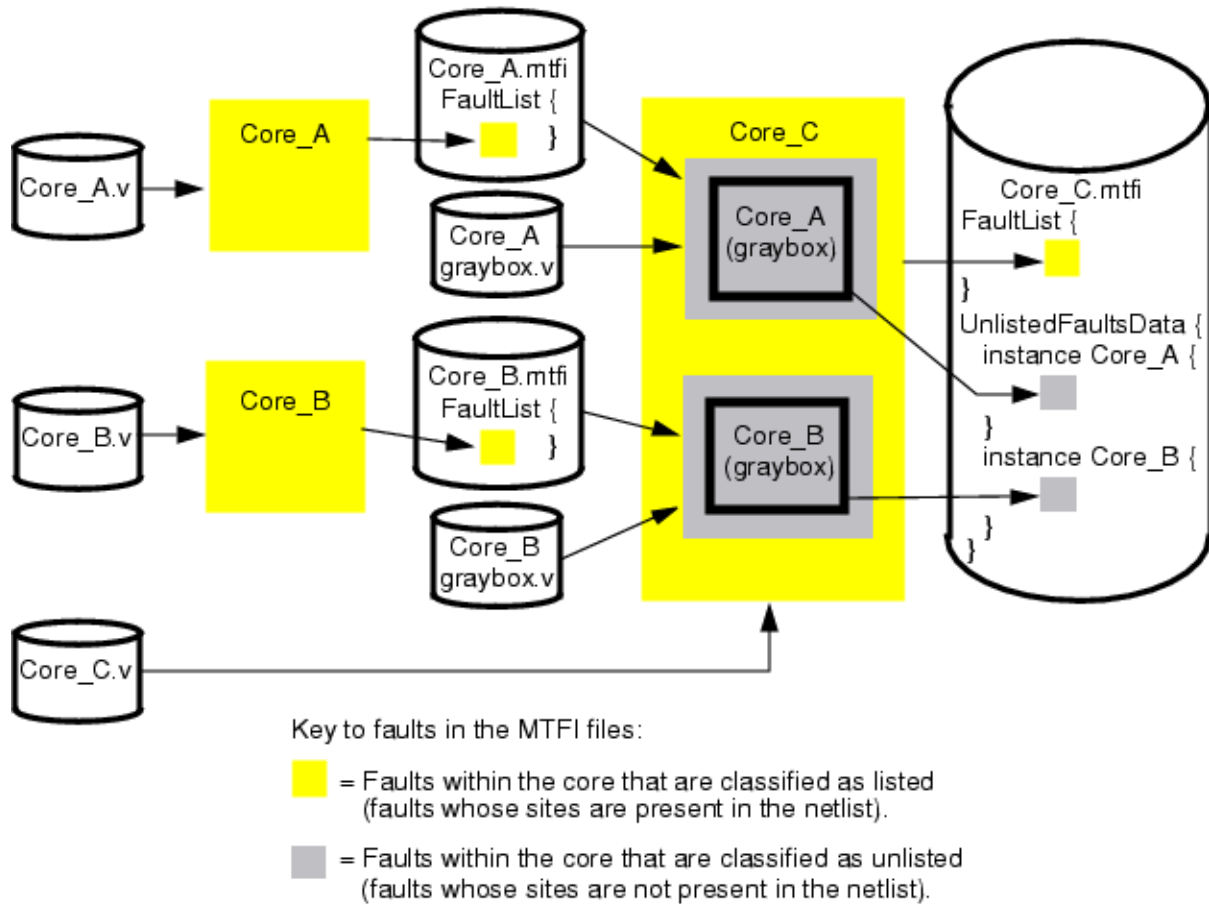 Core_A.v
Core_A
Core_A.mtfi
FaultList {
}
Core_A
graybox.v
Core_B.v
Core_B
Core_B.mtfi
FaultList {
}
Core_B
graybox.v
Core_C.v
Core_C
Core_A
(graybox)
Core_B
(graybox)
Core_C.mtfi
FaultList {
}
UnlistedFaultsData {
instance Core_A {
}
instance Core_B {
}
}
Key to faults in the MTFI files:
= Faults within the core that are classified as listed
(faults whose sites are present in the netlist).
= Faults within the core that are classified as unlisted
(faults whose sites are not present in the netlist).